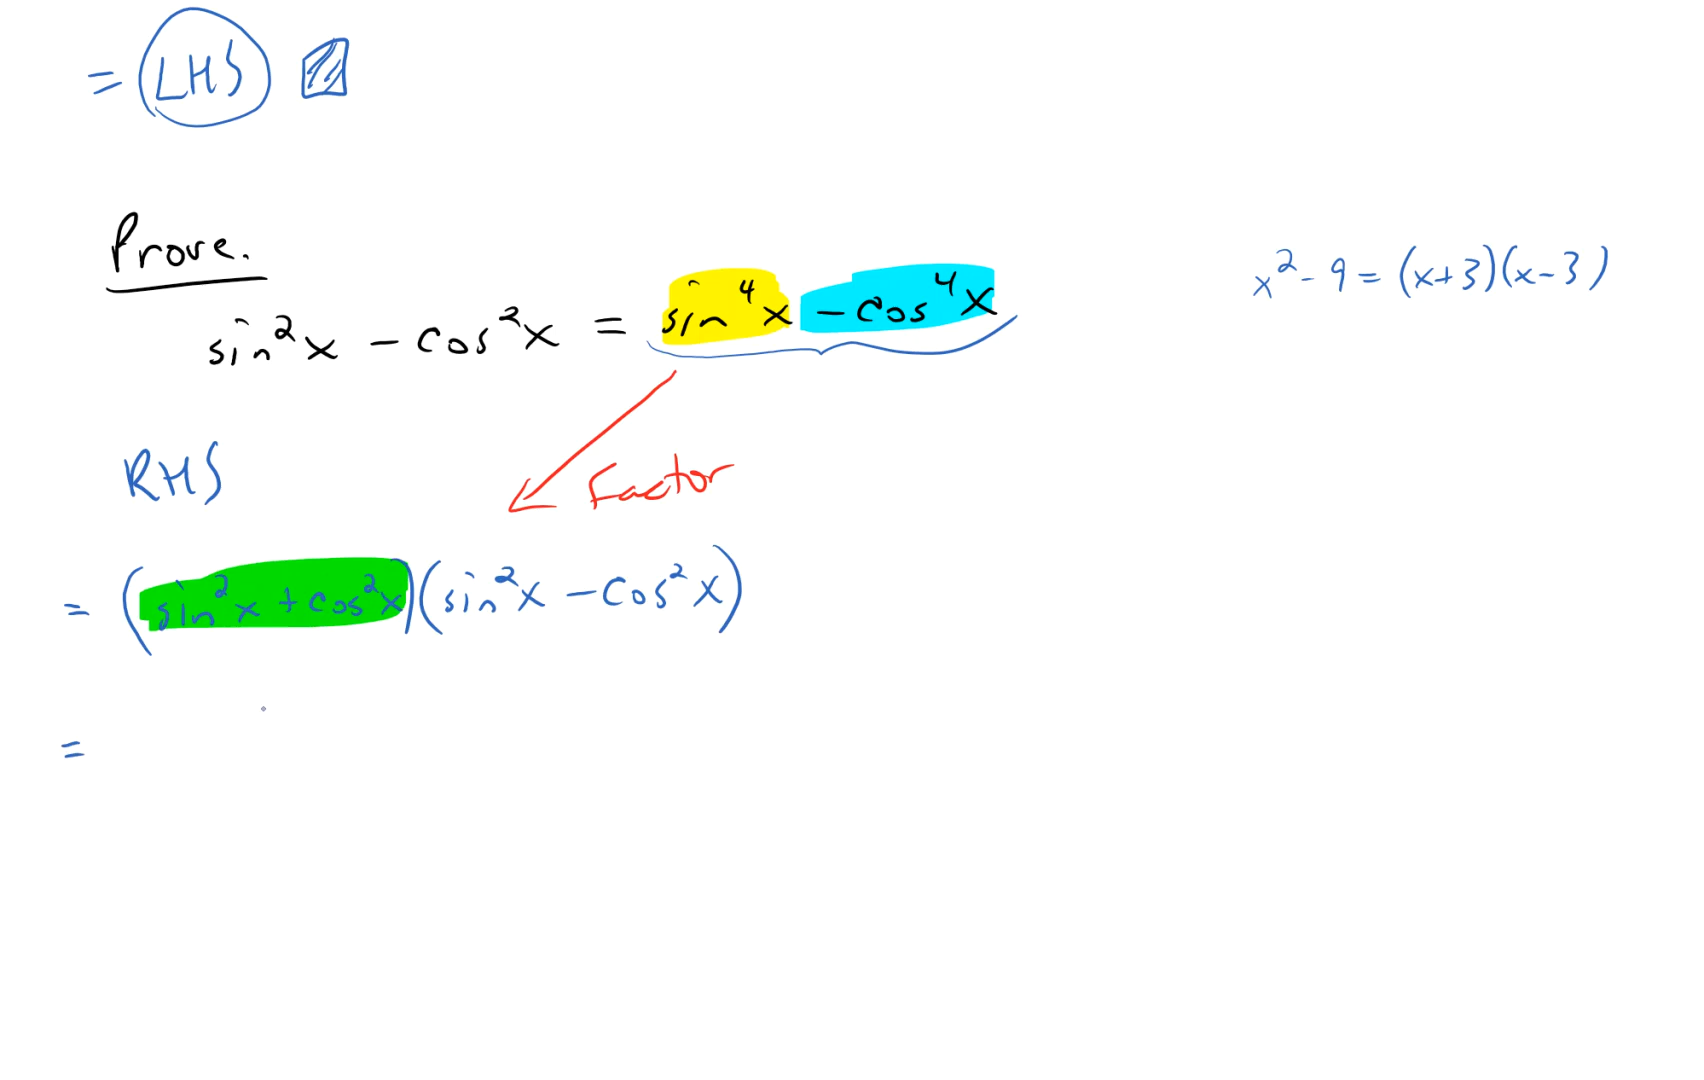 = LHS
Prove.
sin²x - cos²x = sin⁴x - cos⁴x
x² - 9 = (x+3)(x-3)
RHS
Factor
= (sin²x + cos²x)(sin²x - cos²x)
=